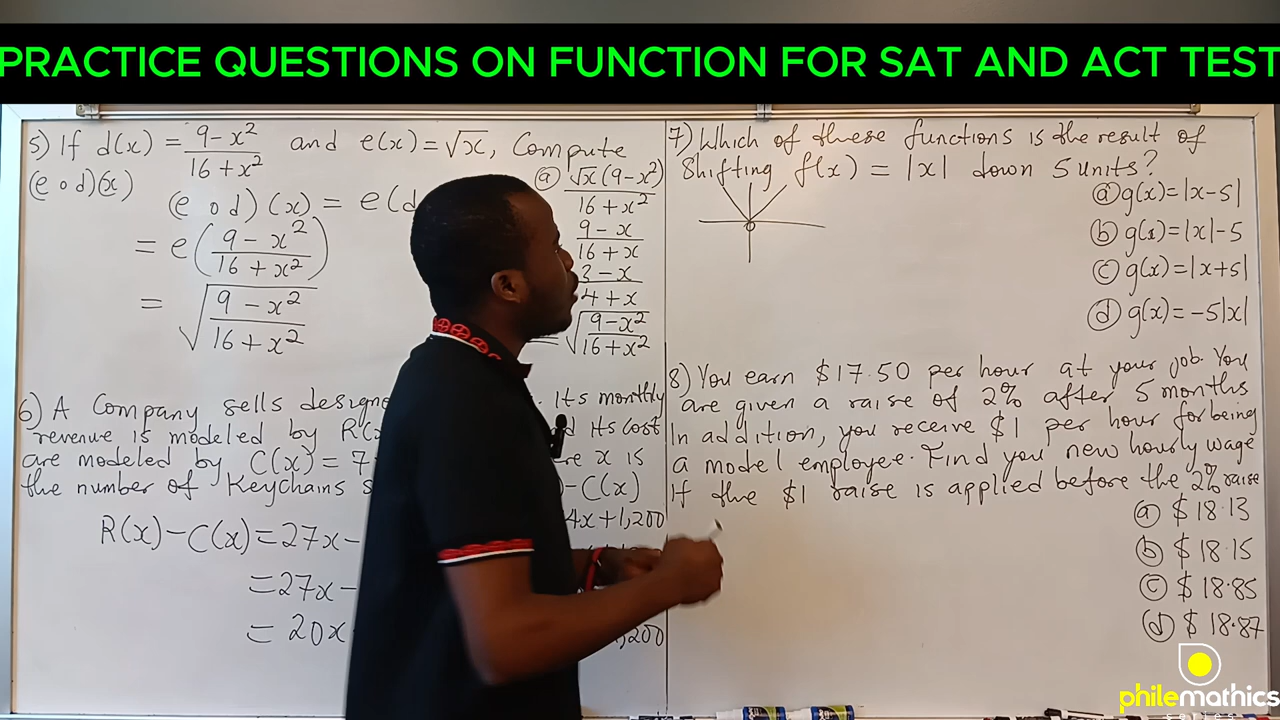 PRACTICE QUESTIONS ON FUNCTION FOR SAT AND ACT TEST
5) If d(x) = 9-x²/16+x² and e(x) = √x, Compute
(e o d)(x)
(e o d)(x) = e(d
= e(9-x²/16+x²)
= √(9-x²/16+x²)
ⓐ √x(9-x²)/16+x²
9-x/16+x
3-x/4+x
√(9-x²/16+x²)
6) A Company sells designe Its monthly
revenue is modeled by R(x its cost
are modeled by C(x) = 7 x is
the number of Keychains s -C(x)
4x+1,200
R(x)-C(x) = 27x-
= 27x-
= 20x
1,200
7) Which of these functions is the result of
Shifting f(x) = |x| down 5 units?
ⓐ g(x)=|x-5|
ⓑ g(x)=|x|-5
ⓒ g(x)=|x+5|
ⓓ g(x)= -5|x|
8) You earn $17.50 per hour at your job. You
are given a raise of 2% after 5 months
In addition, you receive $1 per hour for being
a model employee. Find you new hourly wage
If the $1 raise is applied before the 2% raise
ⓐ $18.13
ⓑ $18.15
ⓒ $18.85
ⓓ $18.87
philemathics